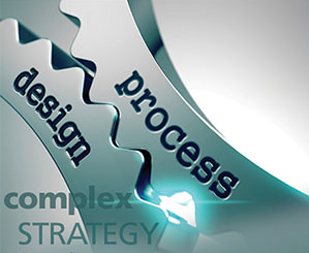 process
design
complex
STRATEGY